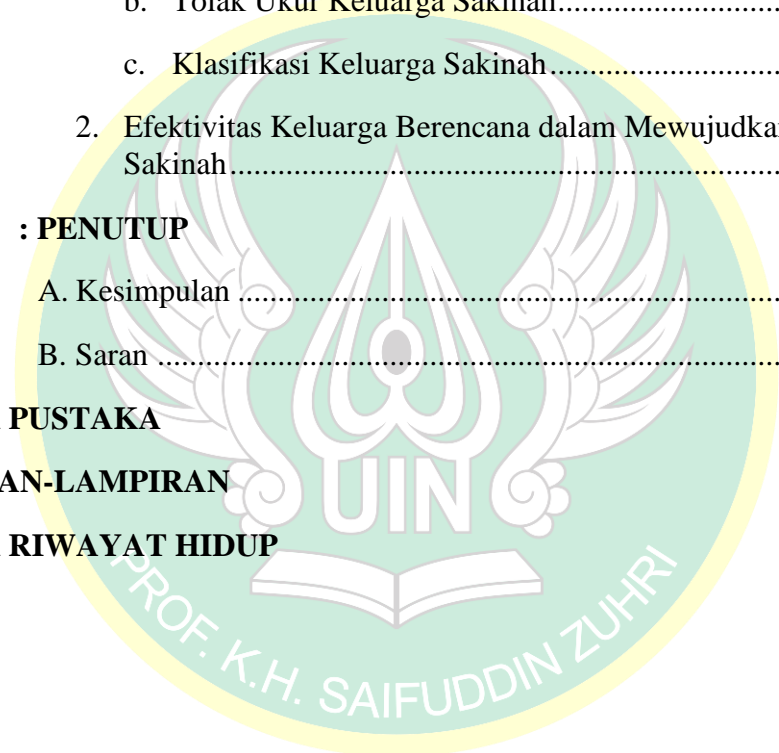 b. Tolak Ukur Keluarga Sakinah............................
c. Klasifikasi Keluarga Sakinah............................
2. Efektivitas Keluarga Berencana dalam Mewujudkan
Sakinah......................................................................
: PENUTUP
A. Kesimpulan ......................................................................
B. Saran ..............................................................................
PUSTAKA
AN-LAMPIRAN
RIWAYAT HIDUP
UIN
PROF. K.H. SAIFUDDIN ZUHRI